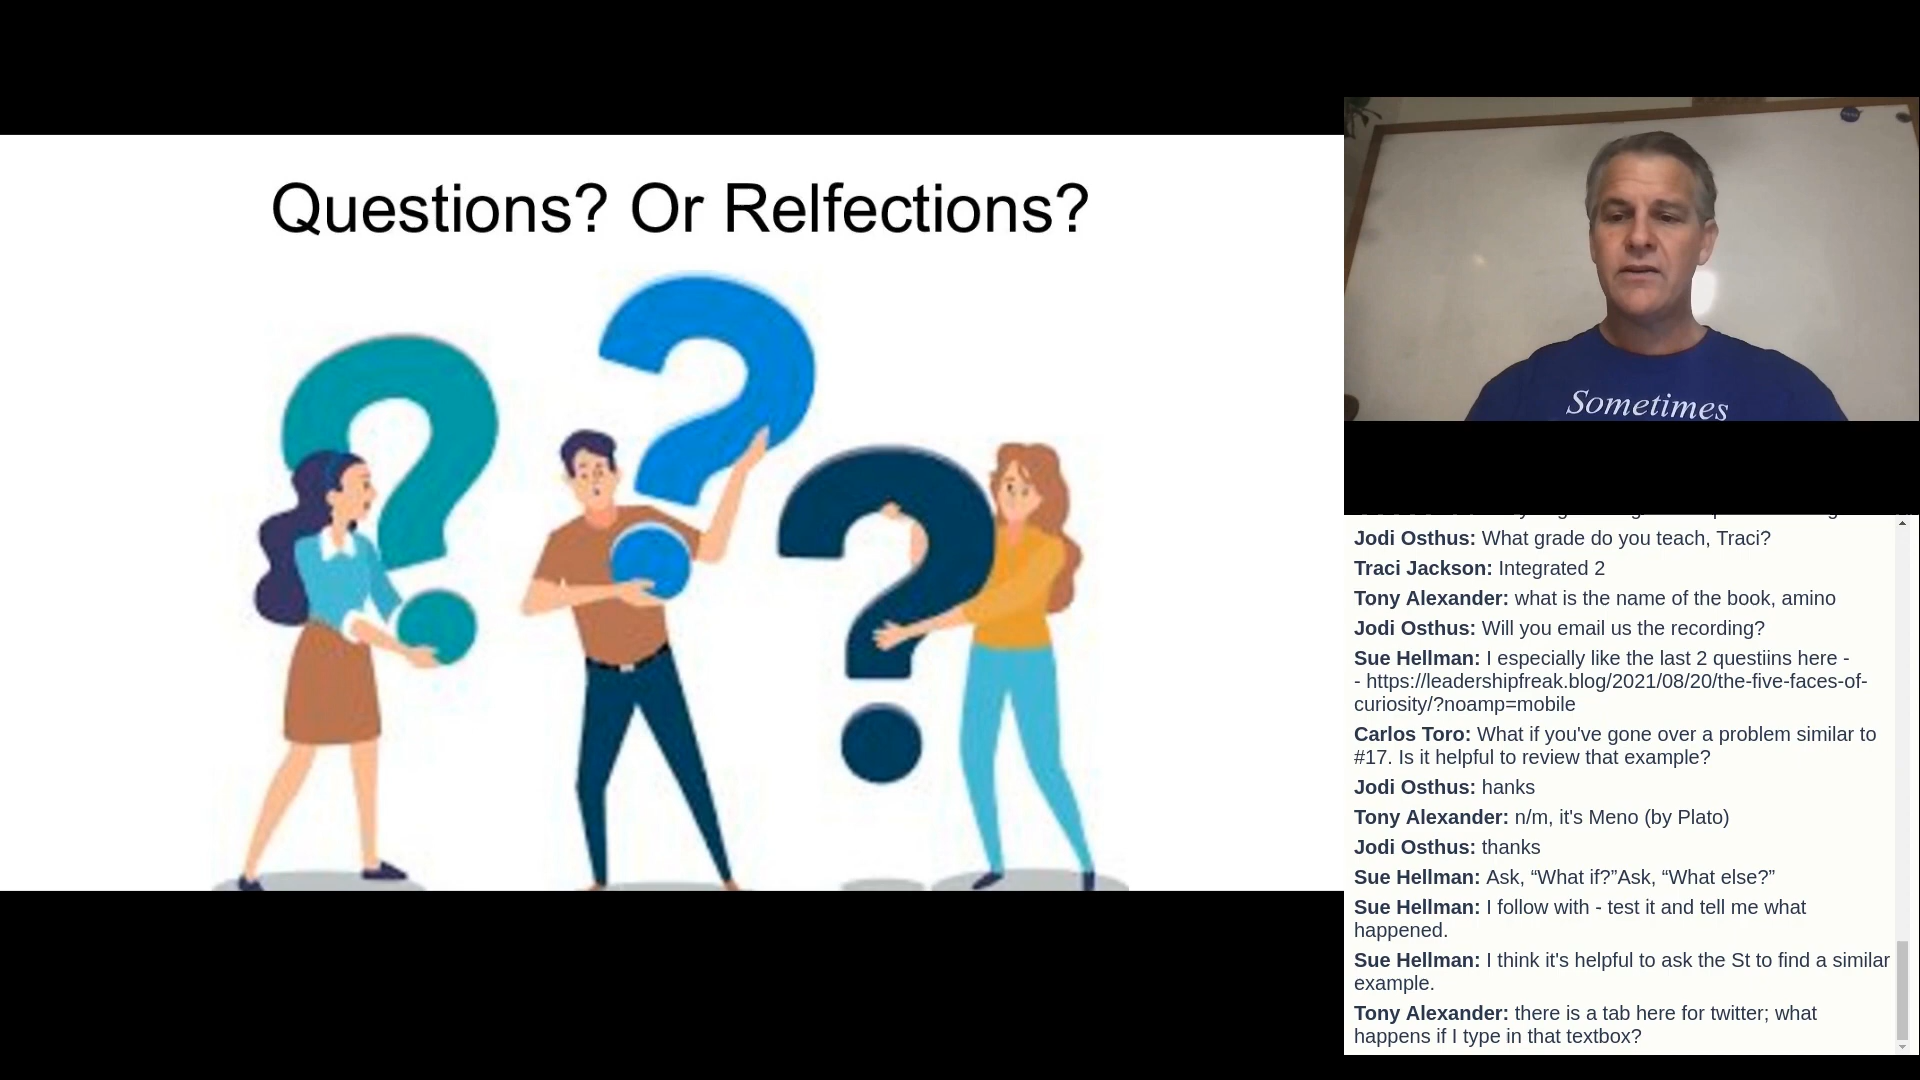 Questions? Or Relfections?
Sometimes
Jodi Osthus: What grade do you teach, Traci?
Traci Jackson: Integrated 2
Tony Alexander: what is the name of the book, amino
Jodi Osthus: Will you email us the recording?
Sue Hellman: I especially like the last 2 questiins here -
- https://leadershipfreak.blog/2021/08/20/the-five-faces-of-
curiosity/?noamp=mobile
Carlos Toro: What if you've gone over a problem similar to
#17. Is it helpful to review that example?
Jodi Osthus: hanks
Tony Alexander: n/m, it's Meno (by Plato)
Jodi Osthus: thanks
Sue Hellman: Ask, “What if?”Ask, “What else?”
Sue Hellman: I follow with - test it and tell me what
happened.
Sue Hellman: I think it's helpful to ask the St to find a similar
example.
Tony Alexander: there is a tab here for twitter; what
happens if I type in that textbox?